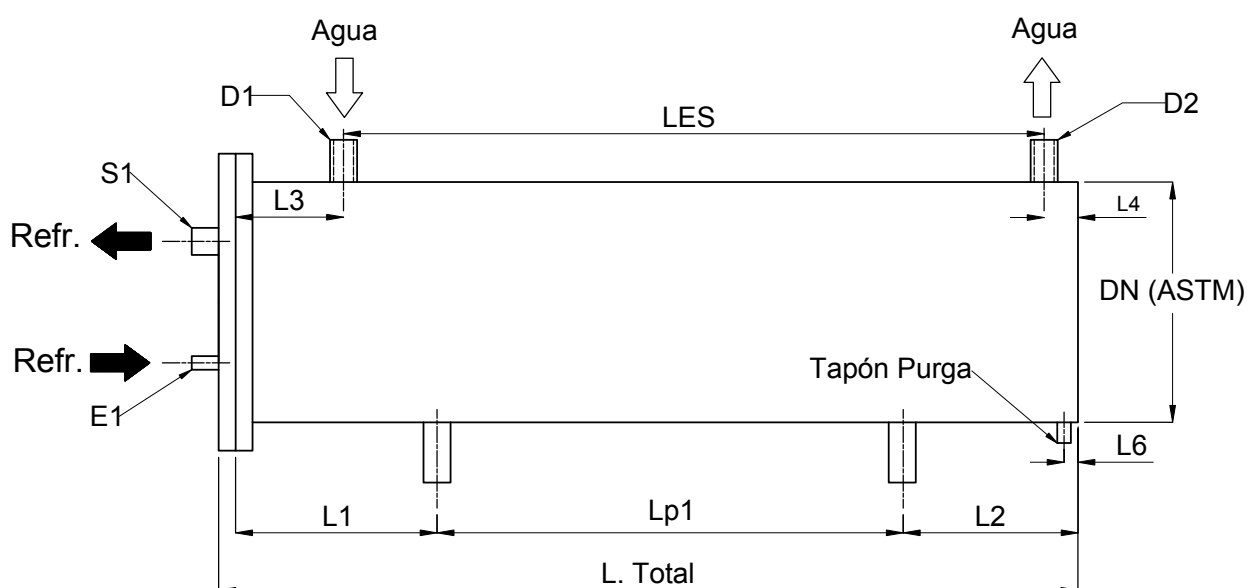 Agua
Agua
D1
LES
D2
S1
L3
L4
Refr.
DN (ASTM)
Refr.
Tapón Purga
E1
L6
L1
Lp1
L2
L. Total